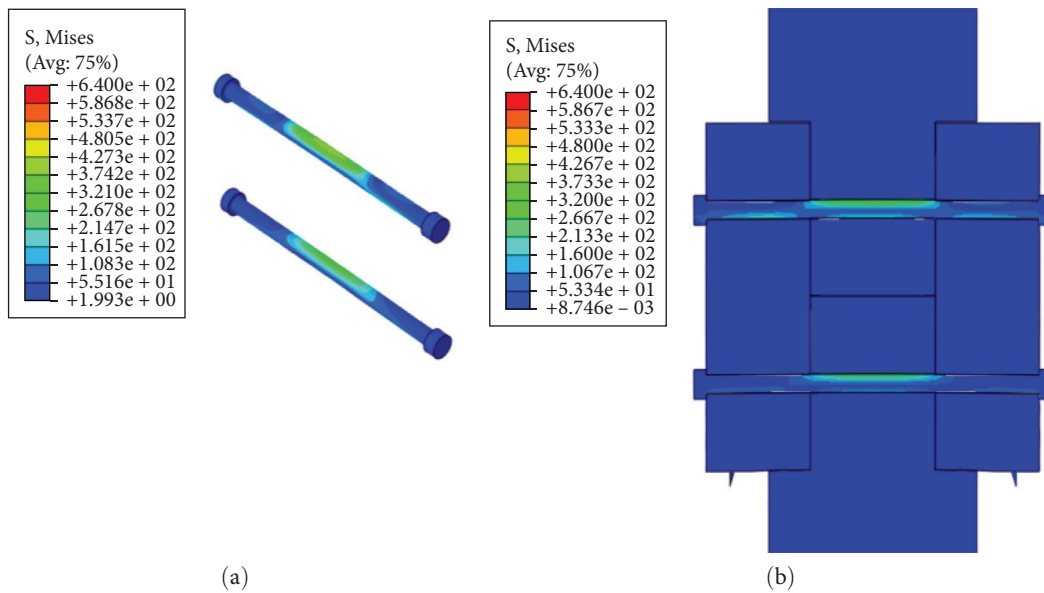 S, Mises
(Avg: 75%)
+6.400e + 02
+5.868e + 02
+5.337e + 02
+4.805e + 02
+4.273e + 02
+3.742e + 02
+3.210e + 02
+2.678e + 02
+2.147e + 02
+1.615e + 02
+1.083e + 02
+5.516e + 01
+1.993e + 00
(a)
S, Mises
(Avg: 75%)
+6.400e + 02
+5.867e + 02
+5.333e + 02
+4.800e + 02
+4.267e + 02
+3.733e + 02
+3.200e + 02
+2.667e + 02
+2.133e + 02
+1.600e + 02
+1.067e + 02
+5.334e + 01
+8.746e – 03
(b)